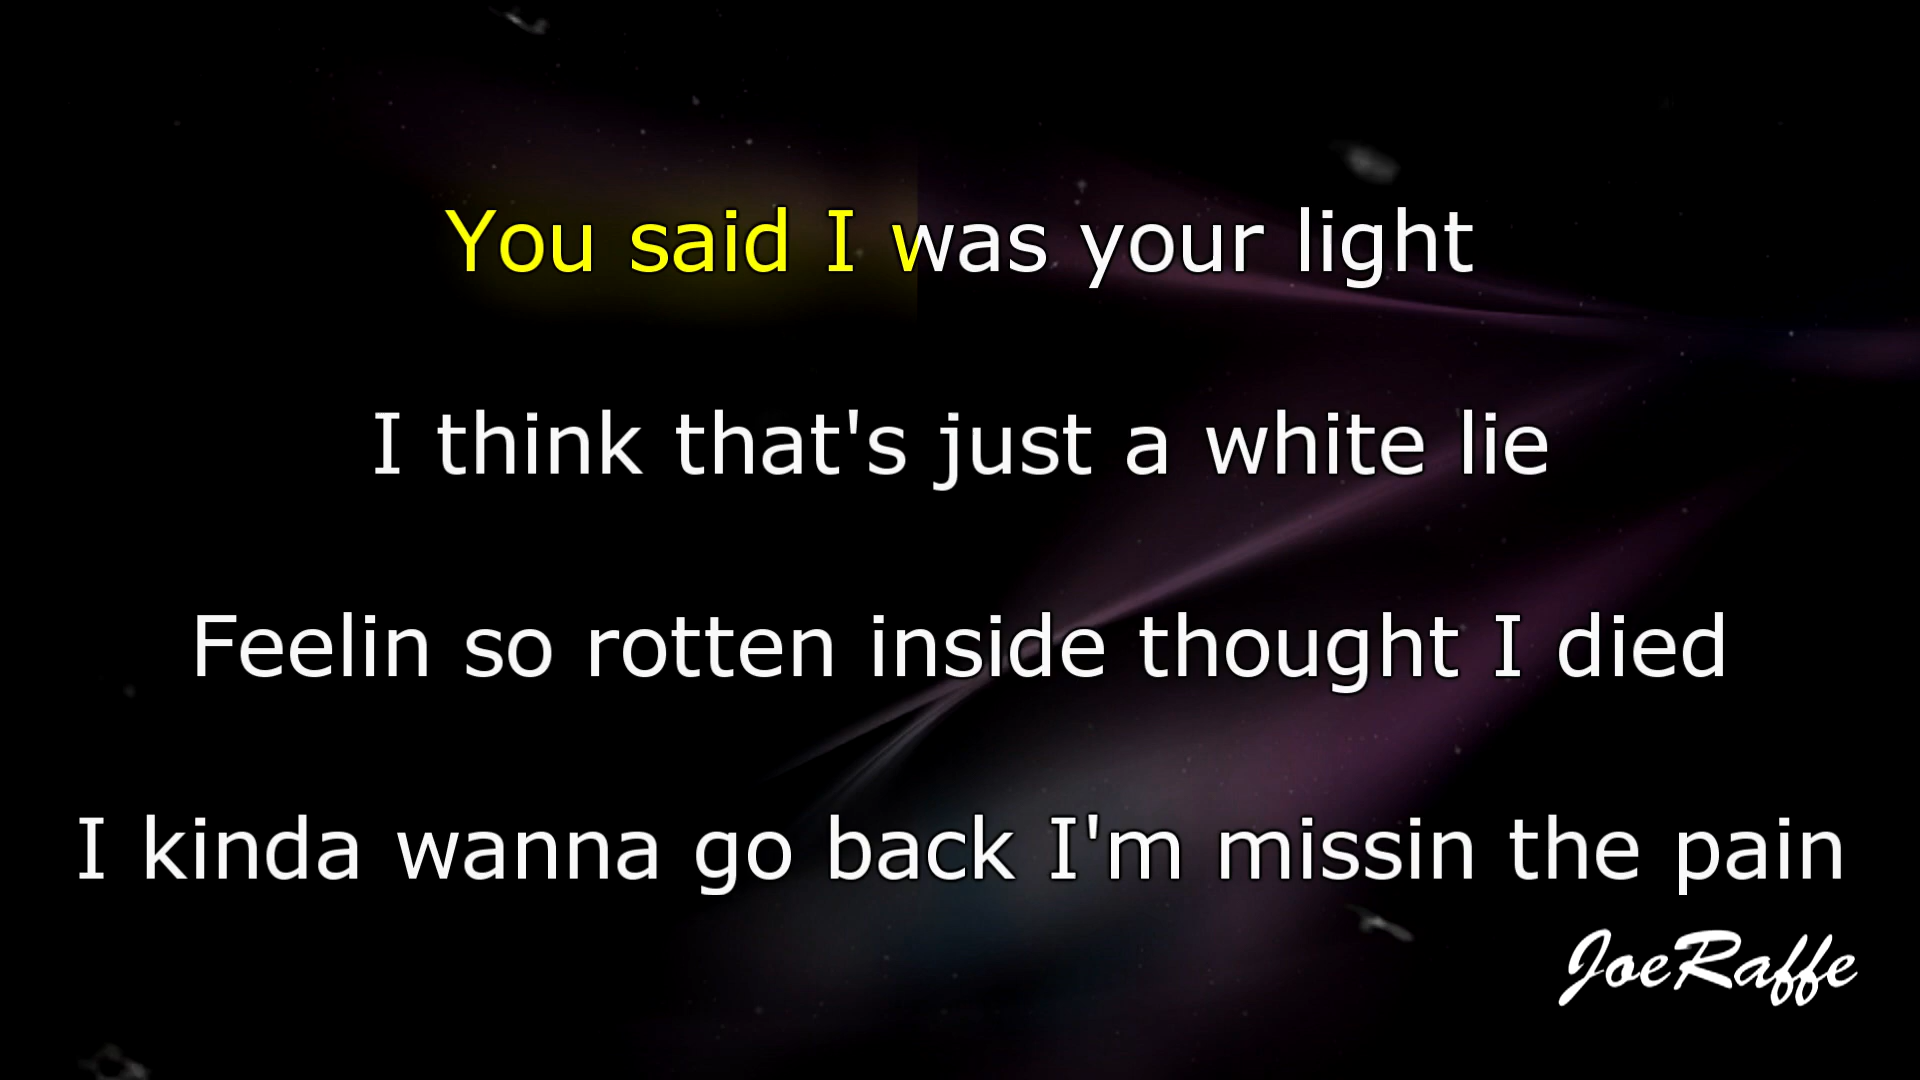 You said I was your light
I think that's just a white lie
Feelin so rotten inside thought I died
I kinda wanna go back I'm missin the pain
JoeRaffe